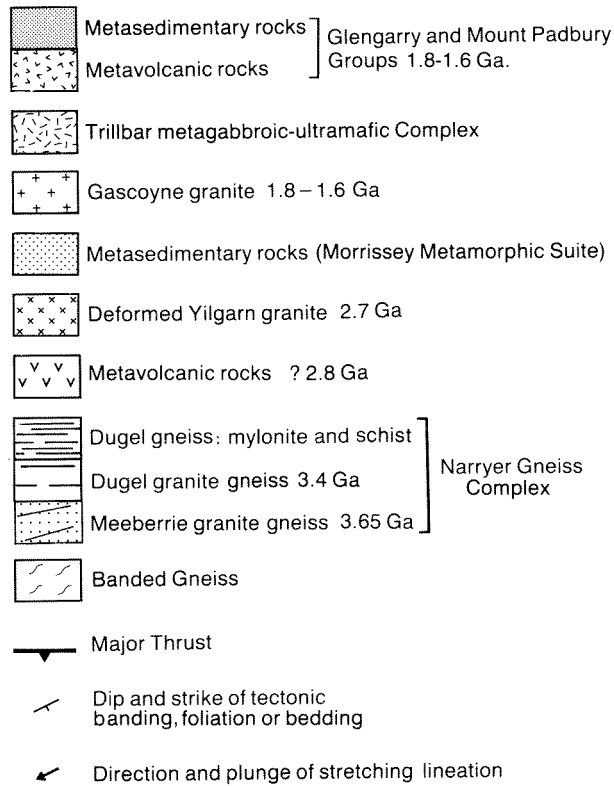 Metasedimentary rocks
Metavolcanic rocks
Glengarry and Mount Padbury
Groups 1.8-1.6 Ga.
Trillbar metagabbroic-ultramafic Complex
Gascoyne granite 1.8 – 1.6 Ga
Metasedimentary rocks (Morrissey Metamorphic Suite)
Deformed Yilgarn granite 2.7 Ga
Metavolcanic rocks ? 2.8 Ga
Dugel gneiss: mylonite and schist
Dugel granite gneiss 3.4 Ga
Meeberrie granite gneiss 3.65 Ga
Narryer Gneiss
Complex
Banded Gneiss
Major Thrust
Dip and strike of tectonic
banding, foliation or bedding
Direction and plunge of stretching lineation